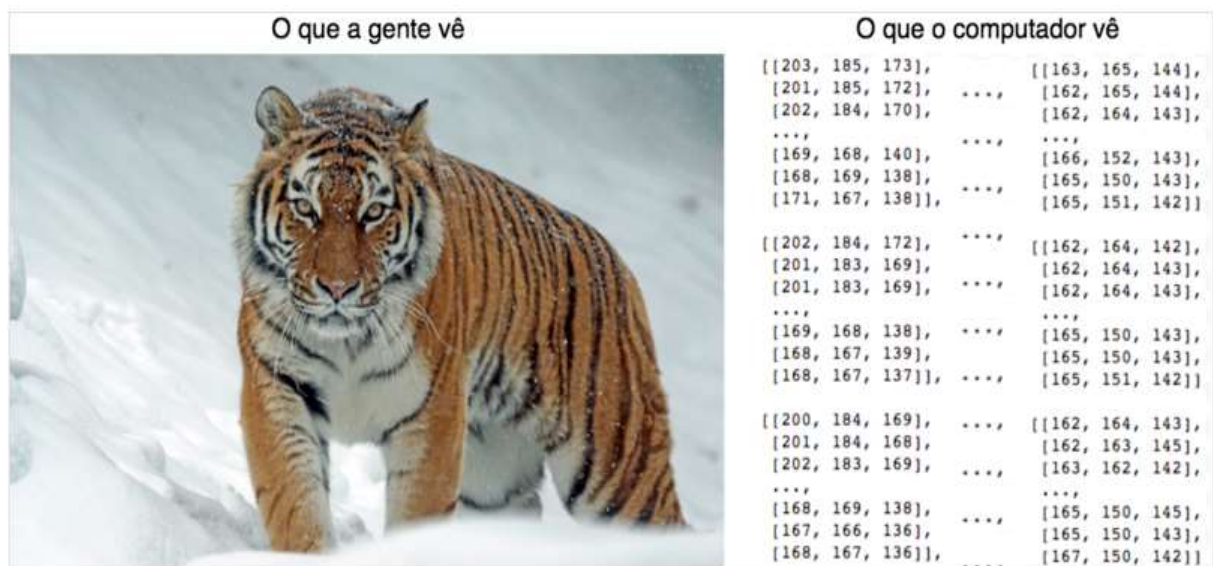 O que a gente vê
O que o computador vê
[[203, 185, 173],
[201, 185, 172],
[202, 184, 170],
...,
[169, 168, 140],
[168, 169, 138],
[171, 167, 138]],
[[202, 184, 172],
[201, 183, 169],
[201, 183, 169],
...,
[169, 168, 138],
[168, 167, 139],
[168, 167, 137]],
[[200, 184, 169],
[201, 184, 168],
[202, 183, 169],
...,
[168, 169, 138],
[167, 166, 136],
[168, 167, 136]],
...,
...,
...,
...,
...,
...,
...,
...,
...,
...,
...,
[[163, 165, 144],
[162, 165, 144],
[162, 164, 143],
...,
[166, 152, 143],
[165, 150, 143],
[165, 151, 142]]
[[162, 164, 142],
[162, 164, 143],
[162, 164, 143],
...,
[165, 150, 143],
[165, 150, 143],
[165, 151, 142]]
[[162, 164, 143],
[162, 163, 145],
[163, 162, 142],
...,
[165, 150, 145],
[165, 150, 143],
[167, 150, 142]]